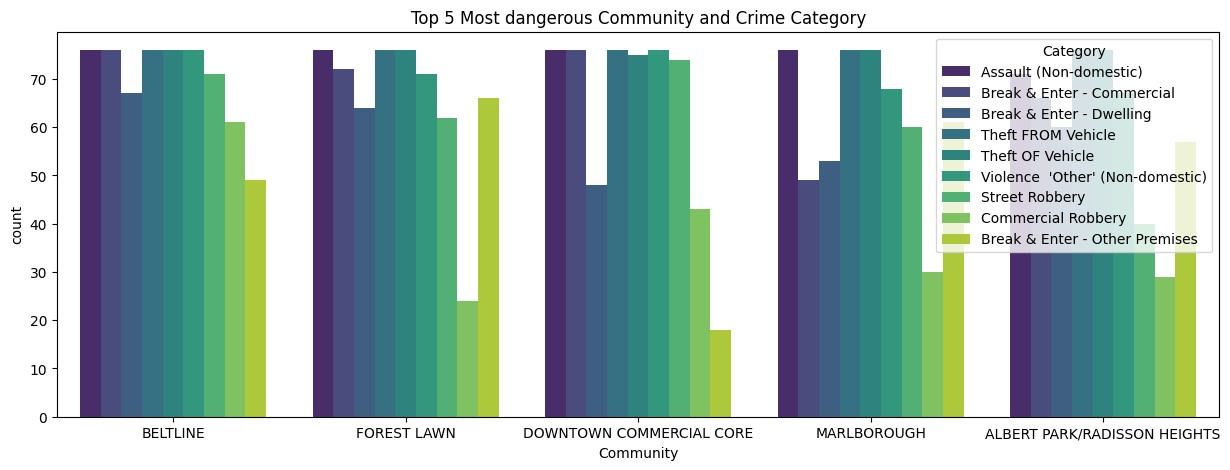 Top 5 Most dangerous Community and Crime Category
Category
Assault (Non-domestic)
Break & Enter - Commercial
Break & Enter - Dwelling
Theft FROM Vehicle
Theft OF Vehicle
Violence  'Other' (Non-domestic)
Street Robbery
Commercial Robbery
Break & Enter - Other Premises
count
70
60
50
40
30
20
10
0
BELTLINE
FOREST LAWN
DOWNTOWN COMMERCIAL CORE
MARLBOROUGH
ALBERT PARK/RADISSON HEIGHTS
Community